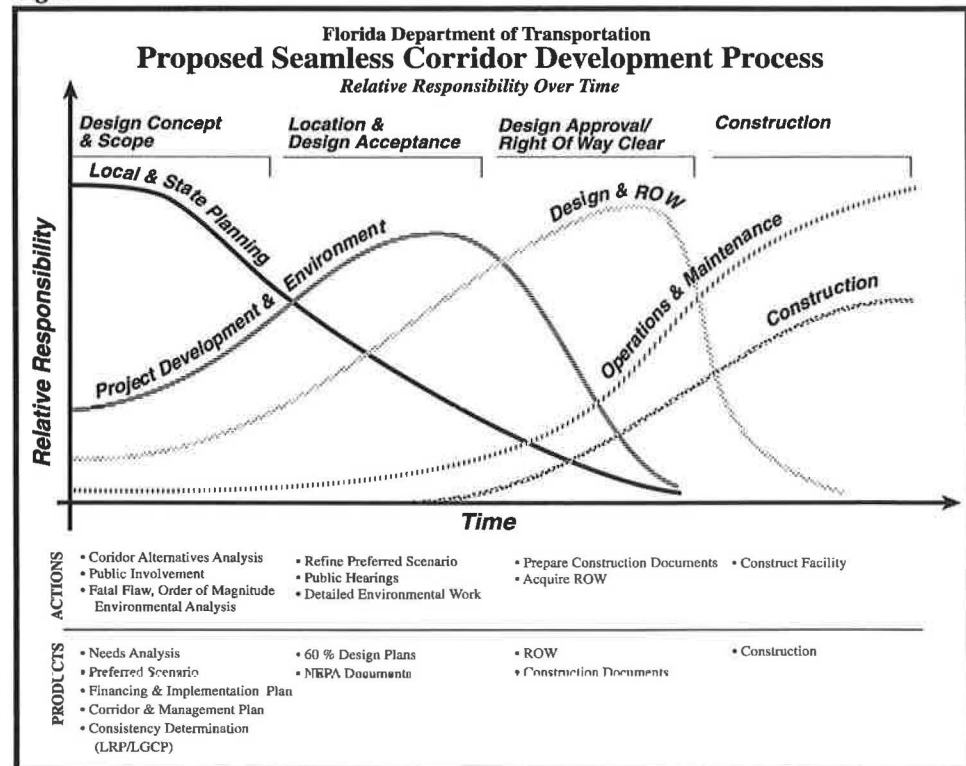 Florida Department of Transportation
Proposed Seamless Corridor Development Process
Relative Responsibility Over Time
Design Concept
& Scope
Location &
Design Acceptance
Design Approval/
Right Of Way Clear
Construction
Local & State Planning
Project Development & Environment
Design & ROW
Operations & Maintenance
Construction
Relative Responsibility
Time
ACTIONS
• Coridor Alternatives Analysis
• Public Involvement
• Fatal Flaw, Order of Magnitude
Environmental Analysis
• Refine Preferred Scenario
• Public Hearings
• Detailed Environmental Work
• Prepare Construction Documents
• Acquire ROW
• Construct Facility
PRODUCTS
• Needs Analysis
• Preferred Scenario
• Financing & Implementation Plan
• Corridor & Management Plan
• Consistency Determination
(LRP/LGCP)
• 60 % Design Plans
• NEPA Documents
• ROW
• Construction Documents
• Construction